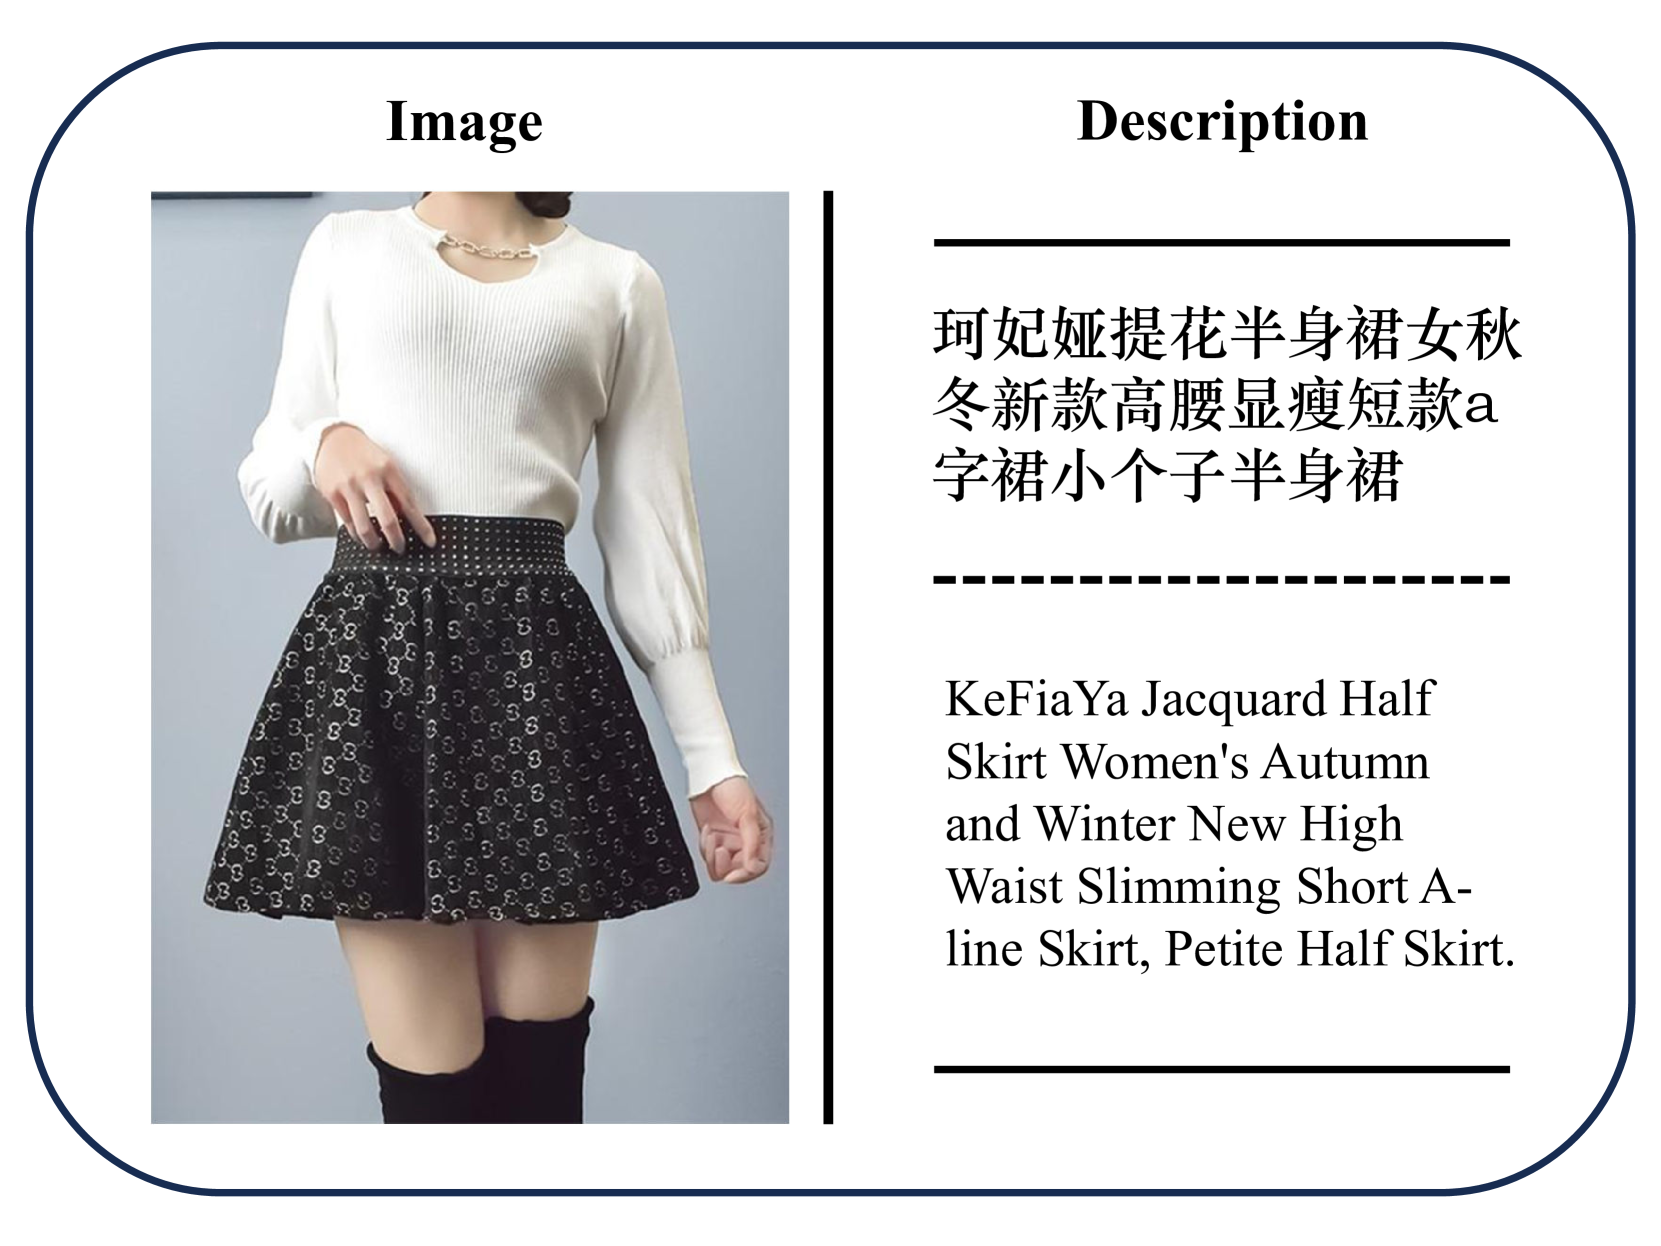 Image
Description
珂妃娅提花半身裙女秋
冬新款高腰显瘦短款a
字裙小个子半身裙
KeFiaYa Jacquard Half
Skirt Women's Autumn
and Winter New High
Waist Slimming Short A-
line Skirt, Petite Half Skirt.